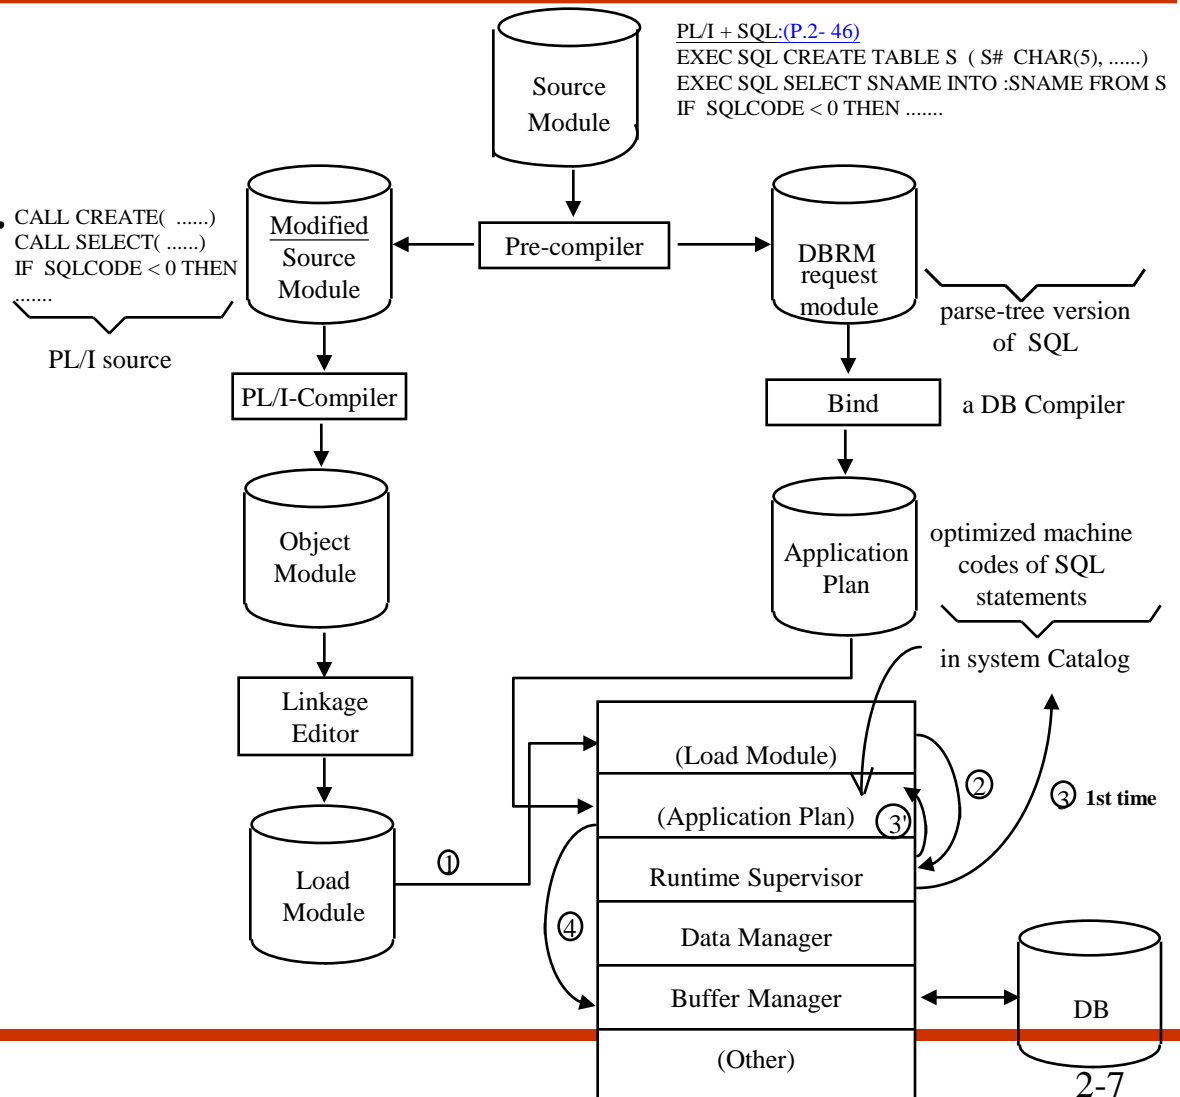 PL/I + SQL:(P.2- 46)
EXEC SQL CREATE TABLE S ( S# CHAR(5), ......)
EXEC SQL SELECT SNAME INTO :SNAME FROM S
IF SQLCODE < 0 THEN .......
Source
Module
• CALL CREATE( ......)
CALL SELECT( ......)
IF SQLCODE < 0 THEN
.......
PL/I source
Modified
Source
Module
Pre-compiler
DBRM
request
module
parse-tree version
of SQL
PL/I-Compiler
Bind
a DB Compiler
Object
Module
Application
Plan
optimized machine
codes of SQL
statements
in system Catalog
Linkage
Editor
(Load Module)
2
3 1st time
(Application Plan)
3'
1
Load
Module
Runtime Supervisor
4
Data Manager
Buffer Manager
DB
(Other)
2-7